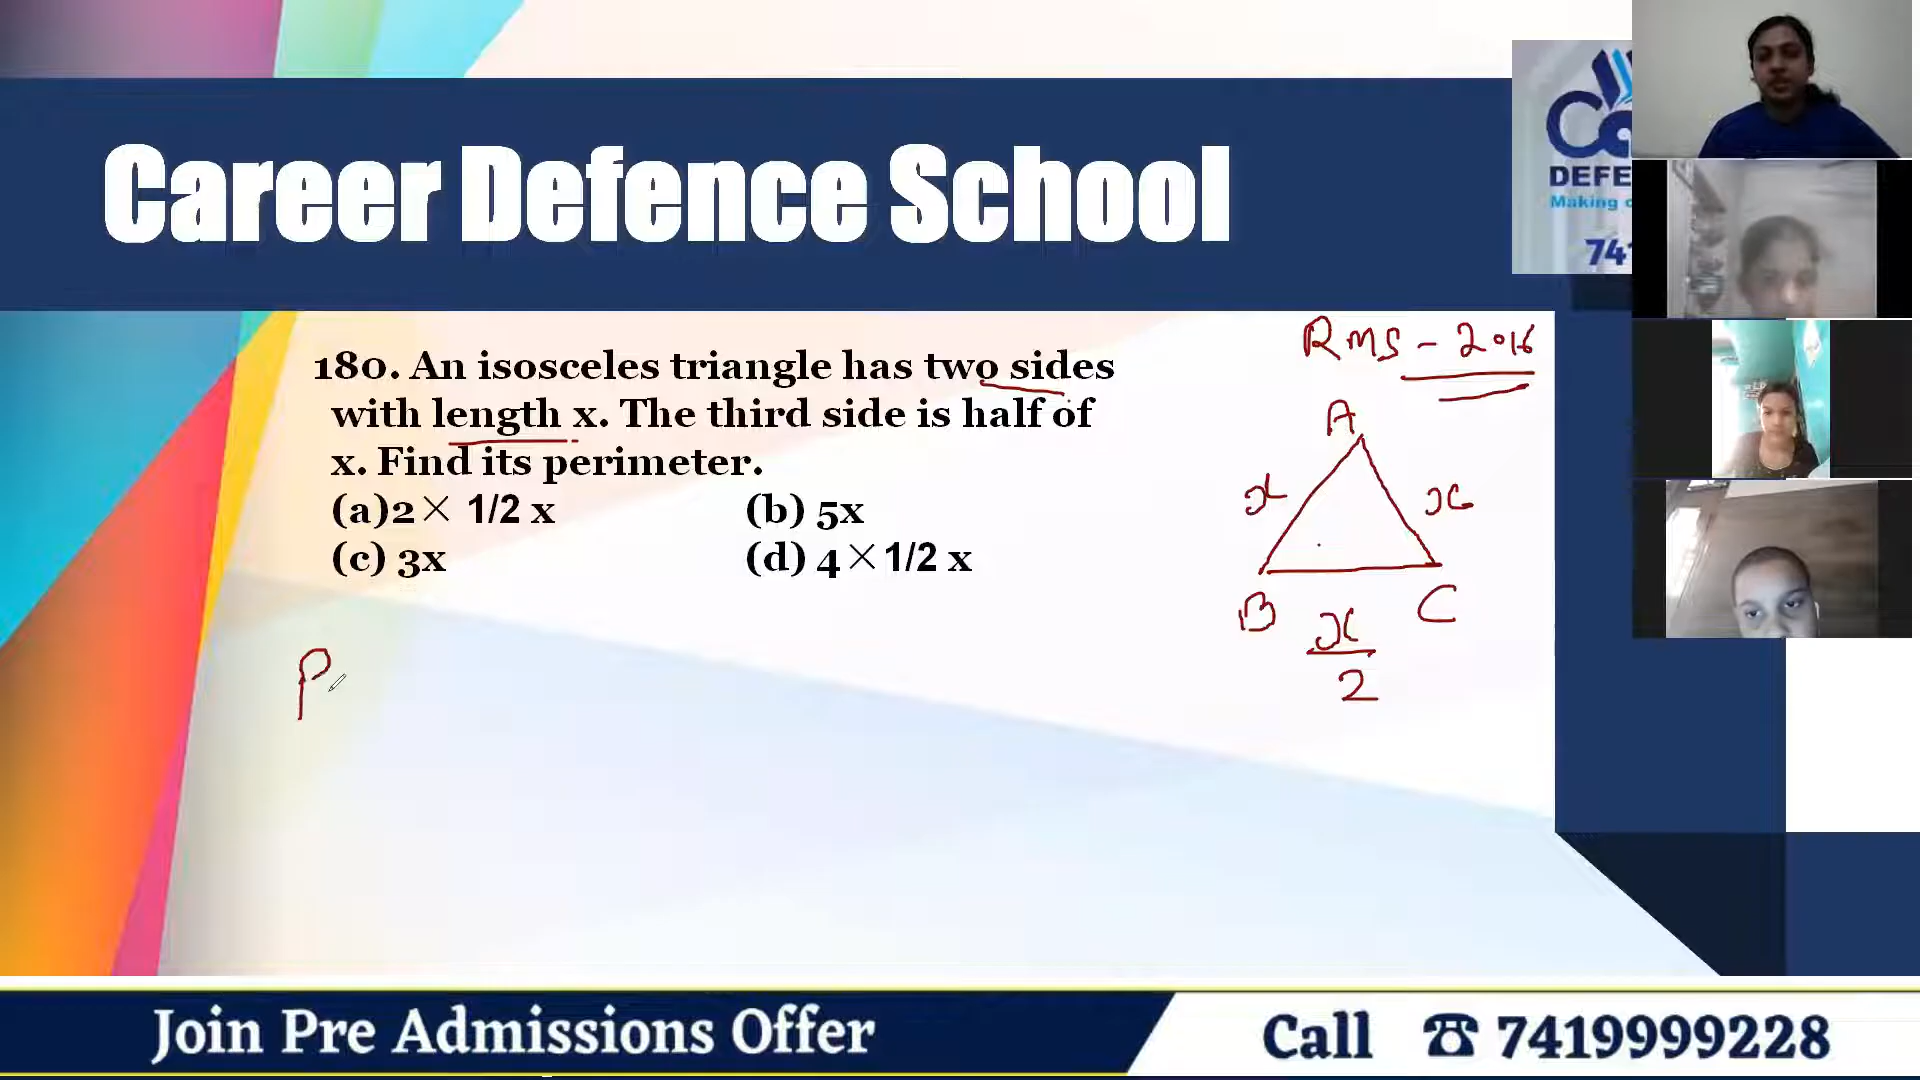 Career Defence School
DEFE
Making
741
180. An isosceles triangle has two sides
with length x. The third side is half of
x. Find its perimeter.
(a)2× 1/2 x (b) 5x
(c) 3x (d) 4×1/2 x
RMS - 2016
A
x x
B C
x
2
P
Join Pre Admissions Offer
Call ☎ 7419999228